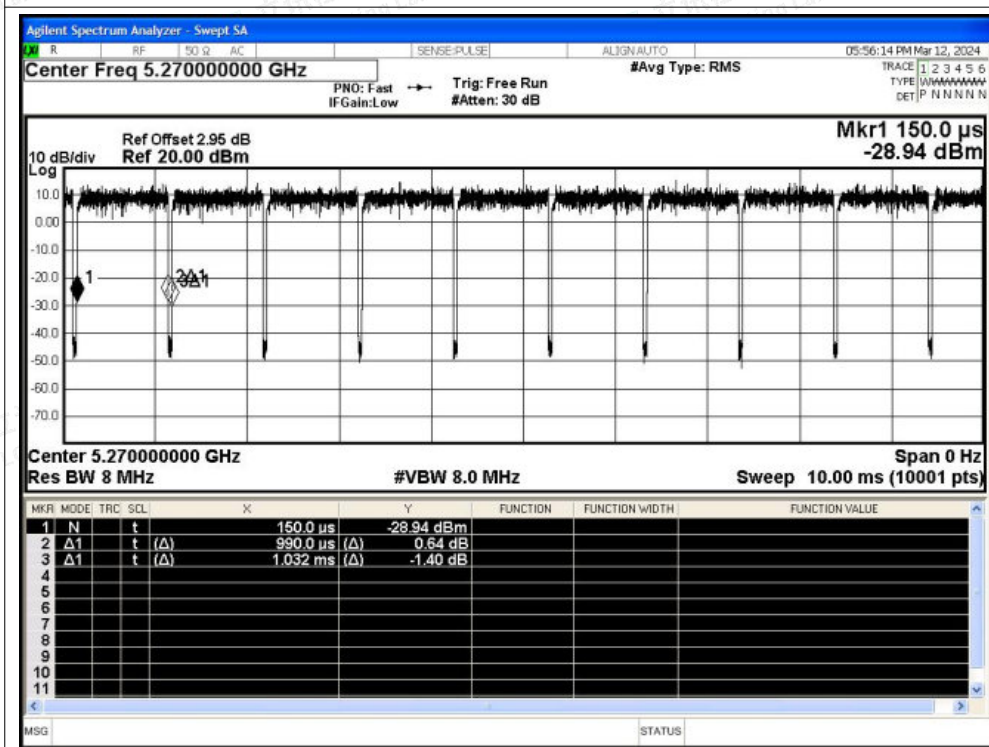 Agilent Spectrum Analyzer - Swept SA
R RF 50 Ω AC SENSE:PULSE ALIGN AUTO 05:56:14 PM Mar 12, 2024
Center Freq 5.270000000 GHz #Avg Type: RMS TRACE 1 2 3 4 5 6
PNO: Fast Trig: Free Run TYPE
IFGain:Low #Atten: 30 dB DET P N N N N N
Mkr1 150.0 µs
Ref Offset 2.95 dB
10 dB/div Ref 20.00 dBm -28.94 dBm
Log
10.0
0.00
-10.0
-20.0
1 2Δ1 3Δ1
-30.0
-40.0
-50.0
-60.0
-70.0
Center 5.270000000 GHz Span 0 Hz
Res BW 8 MHz #VBW 8.0 MHz Sweep 10.00 ms (10001 pts)
MKR MODE TRC SCL X Y FUNCTION FUNCTION WIDTH FUNCTION VALUE
1 N t 150.0 µs -28.94 dBm
2 Δ1 t (Δ) 990.0 µs (Δ) 0.64 dB
3 Δ1 t (Δ) 1.032 ms (Δ) -1.40 dB
4
5
6
7
8
9
10
11
MSG STATUS